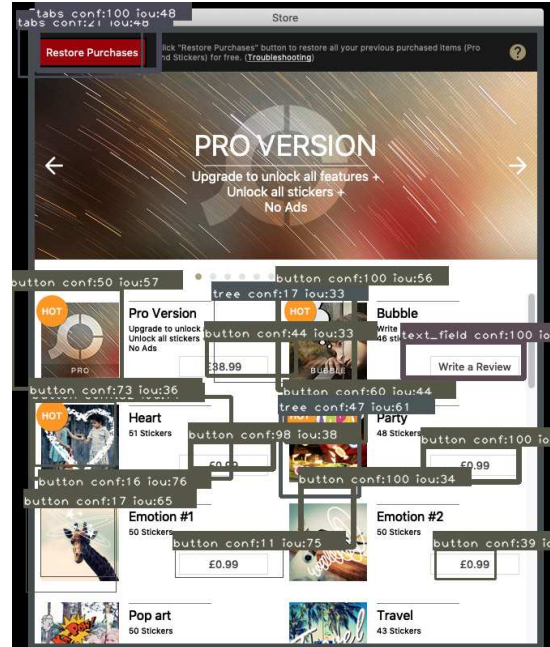 tabs conf:100 iou:48
tabs conf:21 iou:48
Store
Restore Purchases
lick "Restore Purchases" button to restore all your previous purchased items (Pro
nd Stickers) for free. (Troubleshooting)
?
PRO VERSION
Upgrade to unlock all features +
Unlock all stickers +
No Ads
button conf:50 iou:57
button conf:100 iou:56
tree conf:17 iou:33
HOT
Pro Version
Upgrade to unlock
Unlock all stickers
No Ads
PRO
button conf:44 iou:33
£38.99
HOT
Bubble
Write
46 sti
BUBBLE
text_field conf:100 io
Write a Review
button conf:73 iou:36
button conf:60 iou:44
tree conf:47 iou:61
HOT
Heart
51 Stickers
button conf:98 iou:38
£0.99
HOT
Party
48 Stickers
button conf:100 io
£0.99
button conf:16 iou:76
button conf:100 iou:34
button conf:17 iou:65
Emotion #1
50 Stickers
button conf:11 iou:75
£0.99
Emotion #2
50 Stickers
button conf:39 i
£0.99
Pop art
50 Stickers
Travel
43 Stickers